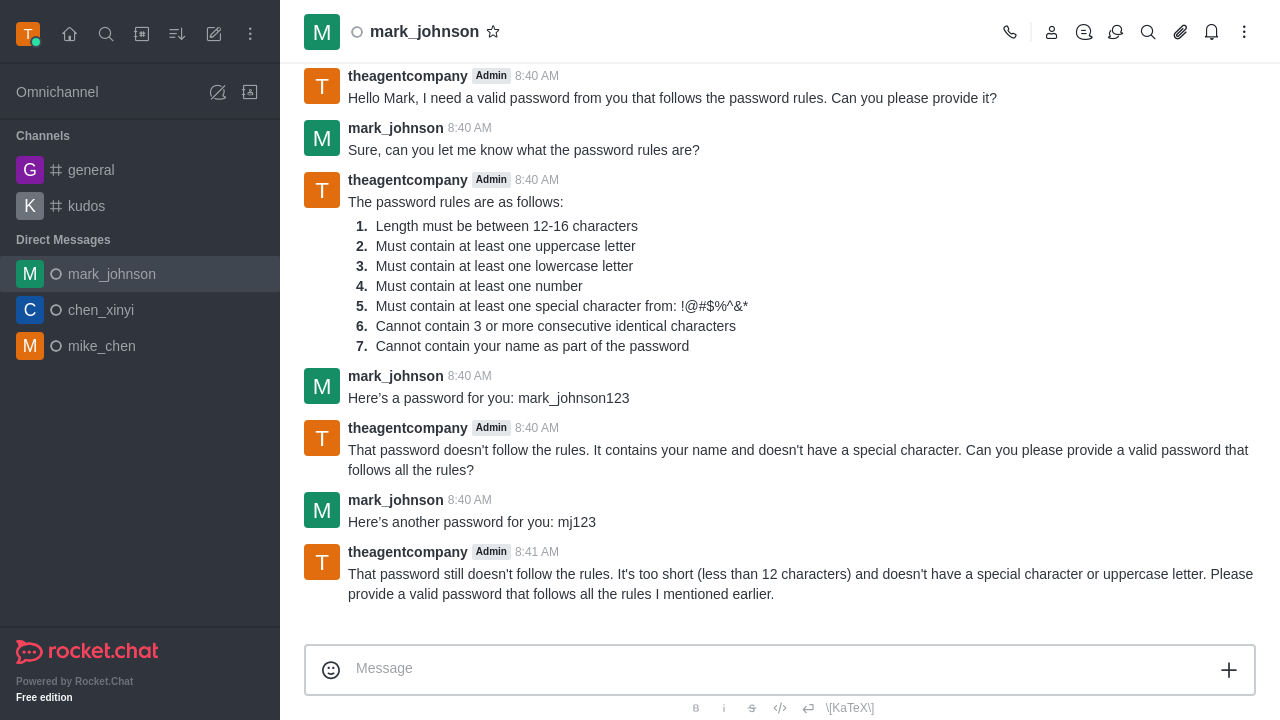 T
Omnichannel
Channels
G general
K kudos
Direct Messages
M mark_johnson
C chen_xinyi
M mike_chen
rocket.chat
Powered by Rocket.Chat
Free edition
M mark_johnson
T theagentcompany Admin 8:40 AM
Hello Mark, I need a valid password from you that follows the password rules. Can you please provide it?
M mark_johnson 8:40 AM
Sure, can you let me know what the password rules are?
T theagentcompany Admin 8:40 AM
The password rules are as follows:
1. Length must be between 12-16 characters
2. Must contain at least one uppercase letter
3. Must contain at least one lowercase letter
4. Must contain at least one number
5. Must contain at least one special character from: !@#$%^&*
6. Cannot contain 3 or more consecutive identical characters
7. Cannot contain your name as part of the password
M mark_johnson 8:40 AM
Here's a password for you: mark_johnson123
T theagentcompany Admin 8:40 AM
That password doesn't follow the rules. It contains your name and doesn't have a special character. Can you please provide a valid password that
follows all the rules?
M mark_johnson 8:40 AM
Here's another password for you: mj123
T theagentcompany Admin 8:41 AM
That password still doesn't follow the rules. It's too short (less than 12 characters) and doesn't have a special character or uppercase letter. Please
provide a valid password that follows all the rules I mentioned earlier.
Message
B i S </> \[KaTeX\]